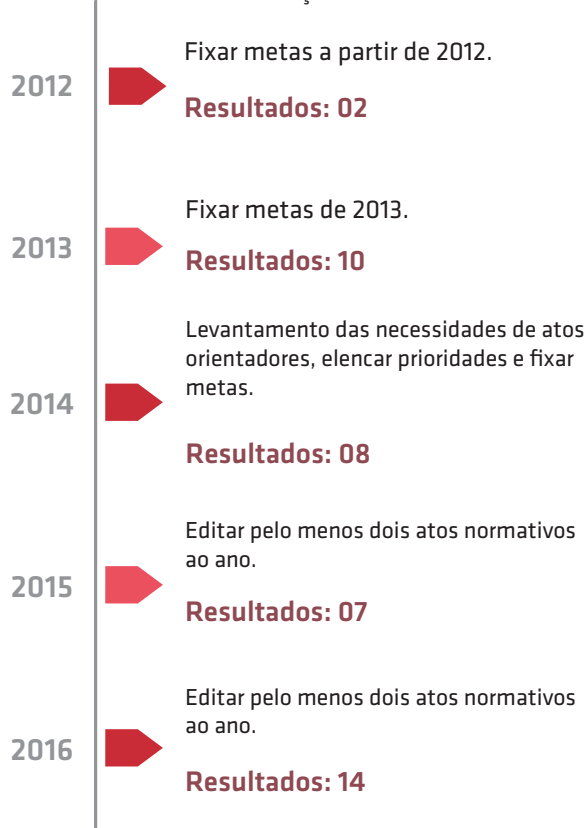 2012
Fixar metas a partir de 2012.
Resultados: 02
2013
Fixar metas de 2013.
Resultados: 10
2014
Levantamento das necessidades de atos
orientadores, elencar prioridades e fixar
metas.
Resultados: 08
2015
Editar pelo menos dois atos normativos
ao ano.
Resultados: 07
2016
Editar pelo menos dois atos normativos
ao ano.
Resultados: 14